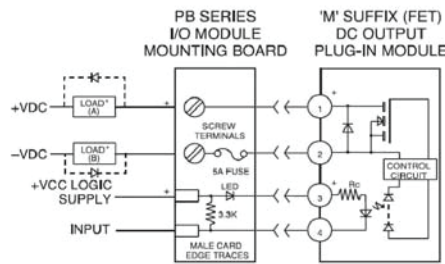 PB SERIES
I/O MODULE
MOUNTING BOARD
'M' SUFFIX (FET)
DC OUTPUT
PLUG-IN MODULE
+VDC
LOAD*
(A)
+
+
1
SCREW
TERMINALS
–VDC
LOAD*
(B)
5A FUSE
2
CONTROL
CIRCUIT
+VCC LOGIC
SUPPLY
+
LED
+
3
Rc
3.3K
INPUT
4
MALE CARD
EDGE TRACES